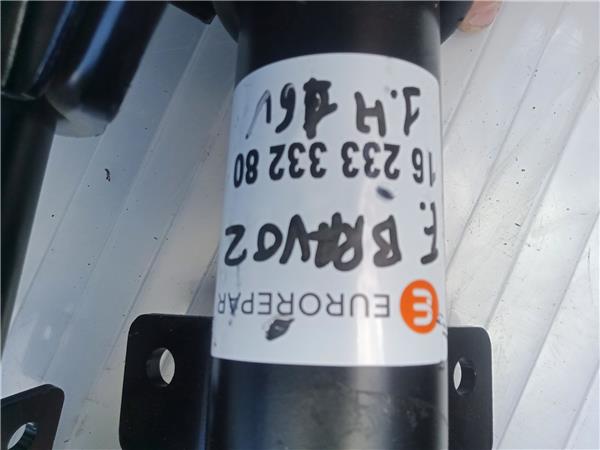 EUROREPAR
F. BRAVO 2
16 233 332 80
1.4 16V